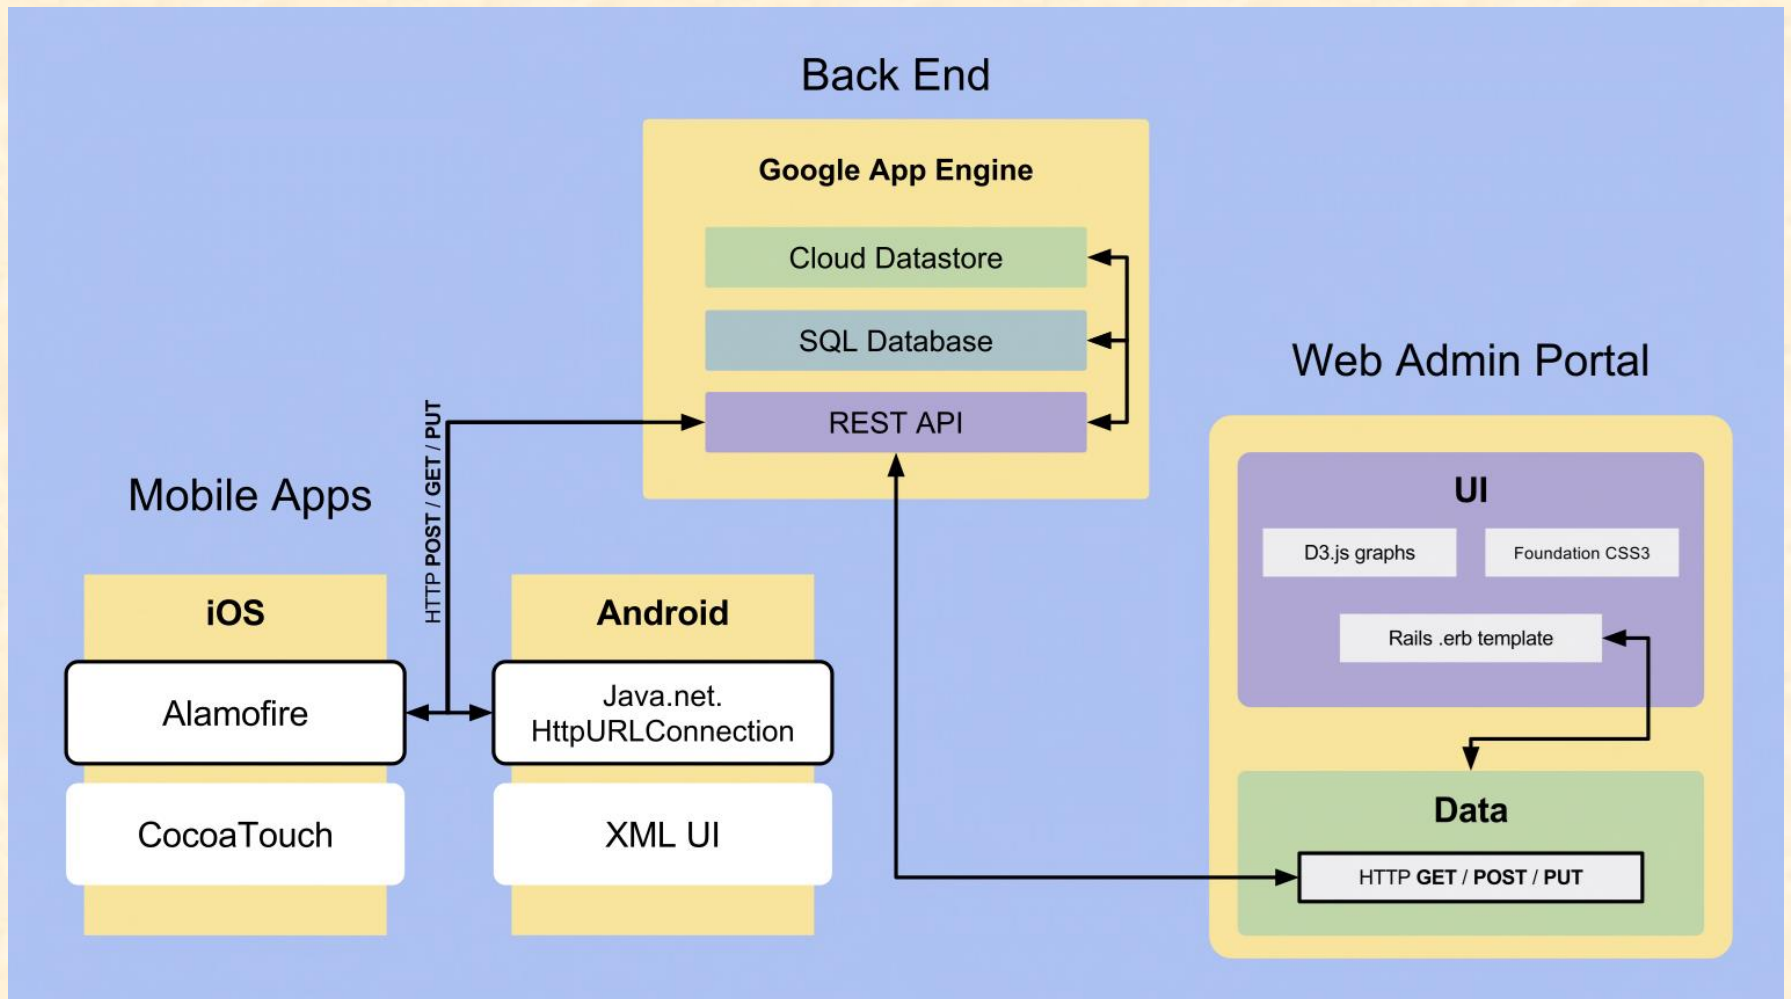 Back End
Google App Engine
Cloud Datastore
SQL Database
REST API
Mobile Apps
HTTP POST / GET / PUT
iOS
Alamofire
CocoaTouch
Android
Java.net.
HttpURLConnection
XML UI
Web Admin Portal
UI
D3.js graphs
Foundation CSS3
Rails .erb template
Data
HTTP GET / POST / PUT